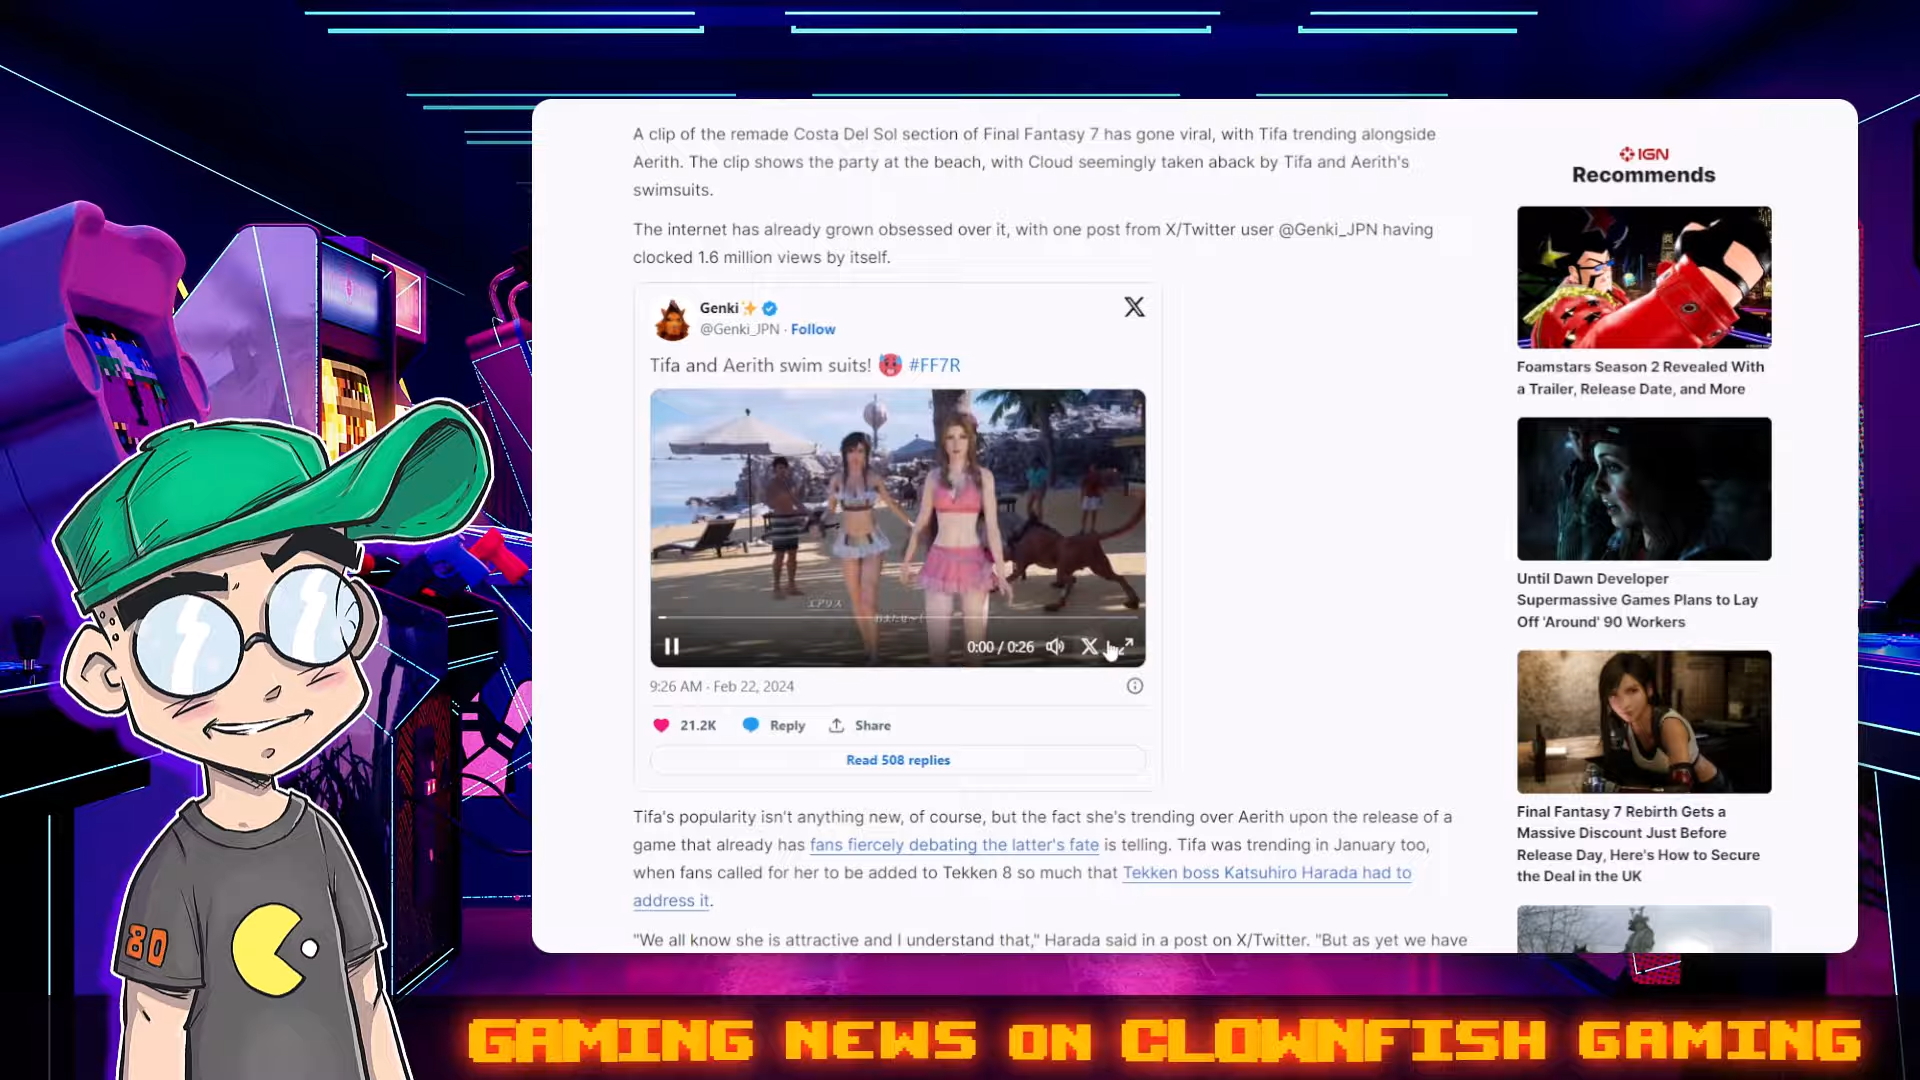 A clip of the remade Costa Del Sol section of Final Fantasy 7 has gone viral, with Tifa trending alongside
Aerith. The clip shows the party at the beach, with Cloud seemingly taken aback by Tifa and Aerith's
swimsuits.
The internet has already grown obsessed over it, with one post from X/Twitter user @Genki_JPN having
clocked 1.6 million views by itself.
Genki
@Genki_JPN · Follow
Tifa and Aerith swim suits! 🥵 #FF7R
エアリス
おまたせ〜!
0:00 / 0:26
9:26 AM · Feb 22, 2024
21.2K Reply Share
Read 508 replies
Tifa's popularity isn't anything new, of course, but the fact she's trending over Aerith upon the release of a
game that already has fans fiercely debating the latter's fate is telling. Tifa was trending in January too,
when fans called for her to be added to Tekken 8 so much that Tekken boss Katsuhiro Harada had to
address it.
"We all know she is attractive and I understand that," Harada said in a post on X/Twitter. "But as yet we have
IGN
Recommends
Foamstars Season 2 Revealed With
a Trailer, Release Date, and More
Until Dawn Developer
Supermassive Games Plans to Lay
Off 'Around' 90 Workers
Final Fantasy 7 Rebirth Gets a
Massive Discount Just Before
Release Day, Here's How to Secure
the Deal in the UK
80
GAMING NEWS ON CLOWNFISH GAMING